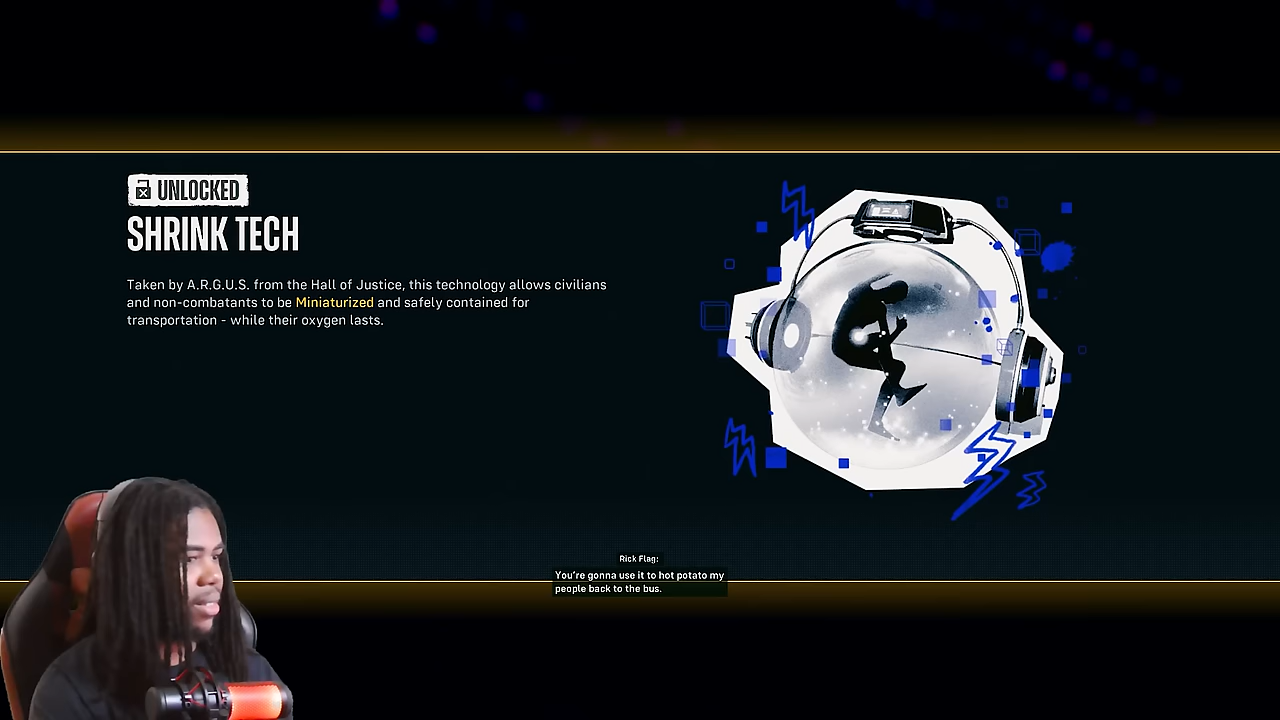 UNLOCKED
SHRINK TECH
Taken by A.R.G.U.S. from the Hall of Justice, this technology allows civilians
and non-combatants to be Miniaturized and safely contained for
transportation - while their oxygen lasts.
Rick Flag:
You're gonna use it to hot potato my
people back to the bus.